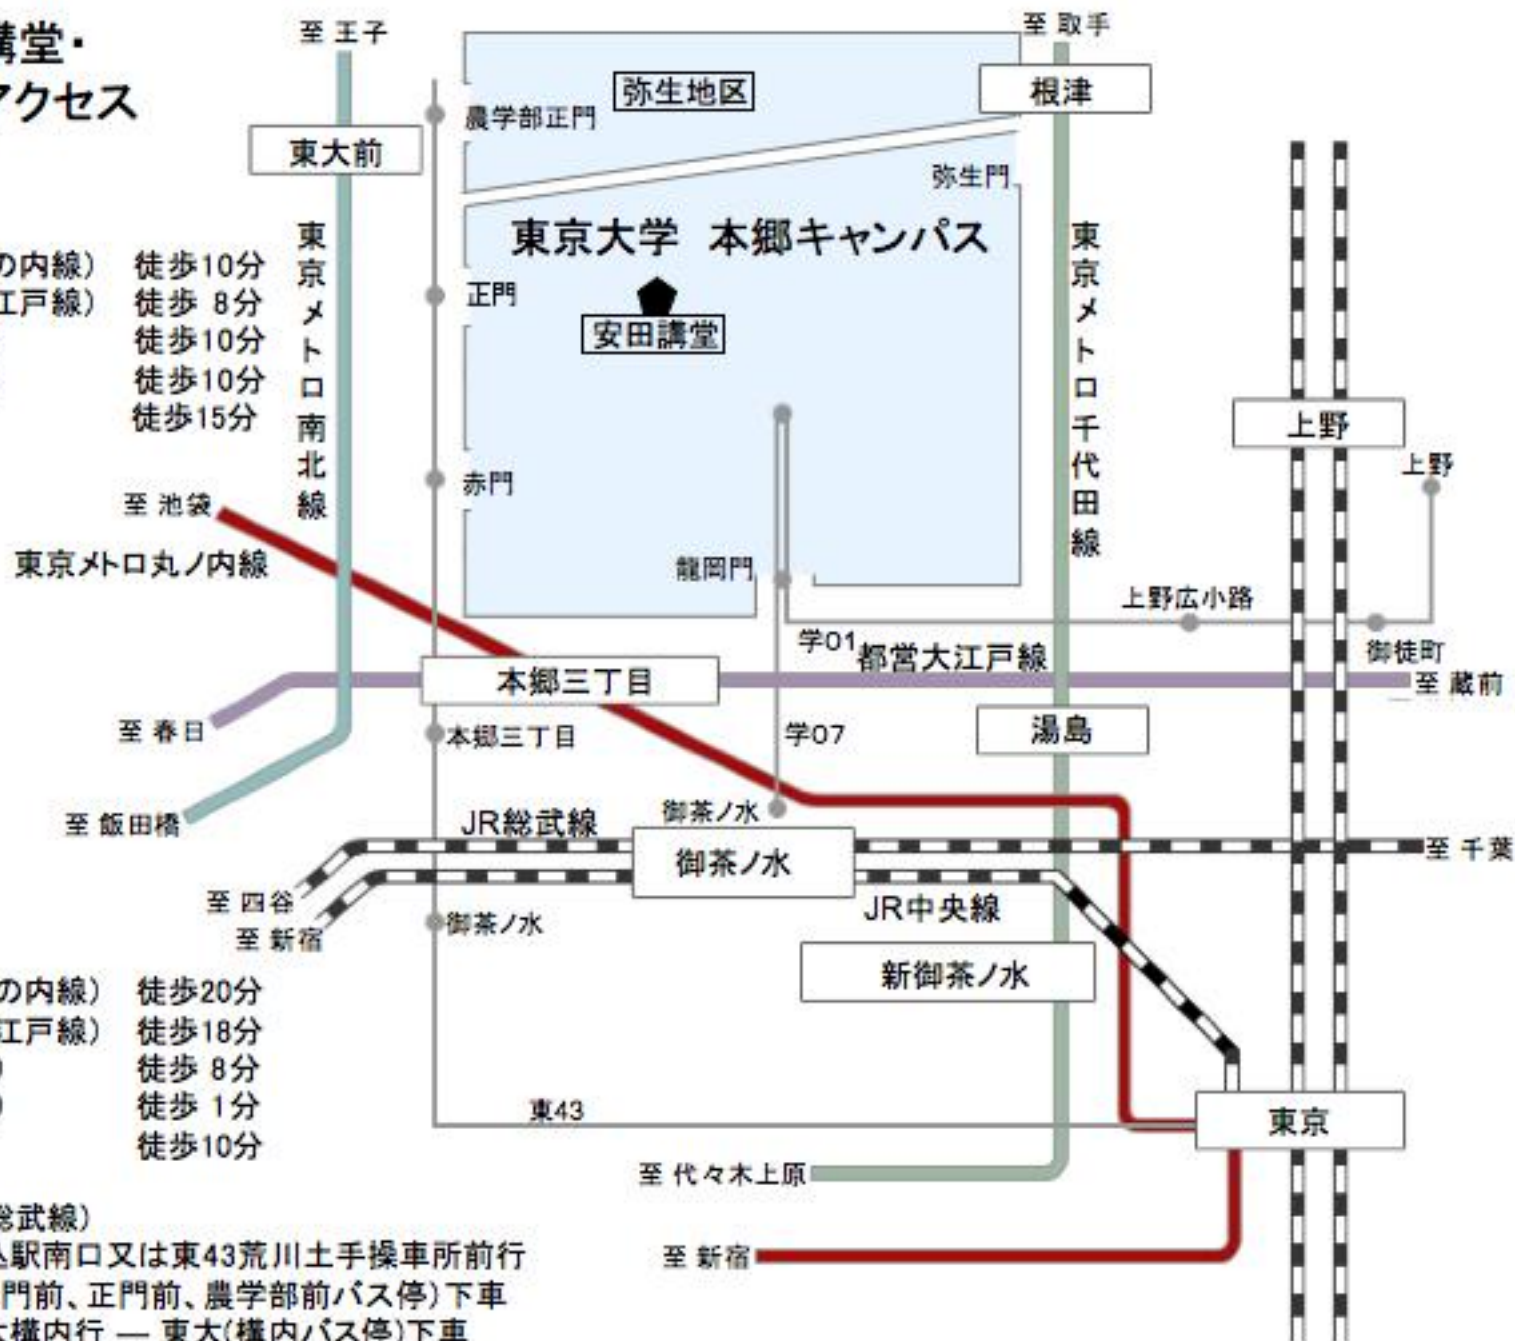 講堂・
アクセス
至 王子
至 取手
弥生地区
根津
農学部正門
東大前
弥生門
東京大学 本郷キャンパス
東京メトロ南北線
東京メトロ千代田線
の内線) 徒歩10分
江戸線) 徒歩 8分
徒歩10分
徒歩10分
徒歩15分
正門
安田講堂
上野
上野
赤門
至 池袋
東京メトロ丸ノ内線
龍岡門
上野広小路
学01
都営大江戸線
御徒町
本郷三丁目
至 蔵前
至 春日
本郷三丁目
学07
湯島
至 飯田橋
JR総武線
御茶ノ水
御茶ノ水
至 千葉
至 四谷
至 新宿
御茶ノ水
JR中央線
新御茶ノ水
の内線) 徒歩20分
江戸線) 徒歩18分
) 徒歩 8分
) 徒歩 1分
徒歩10分
東43
東京
至 代々木上原
総武線)
込駅南口又は東43荒川土手操車所前行
至 新宿
門前、正門前、農学部前バス停)下車
構内行 ― 東大(構内バス停)下車